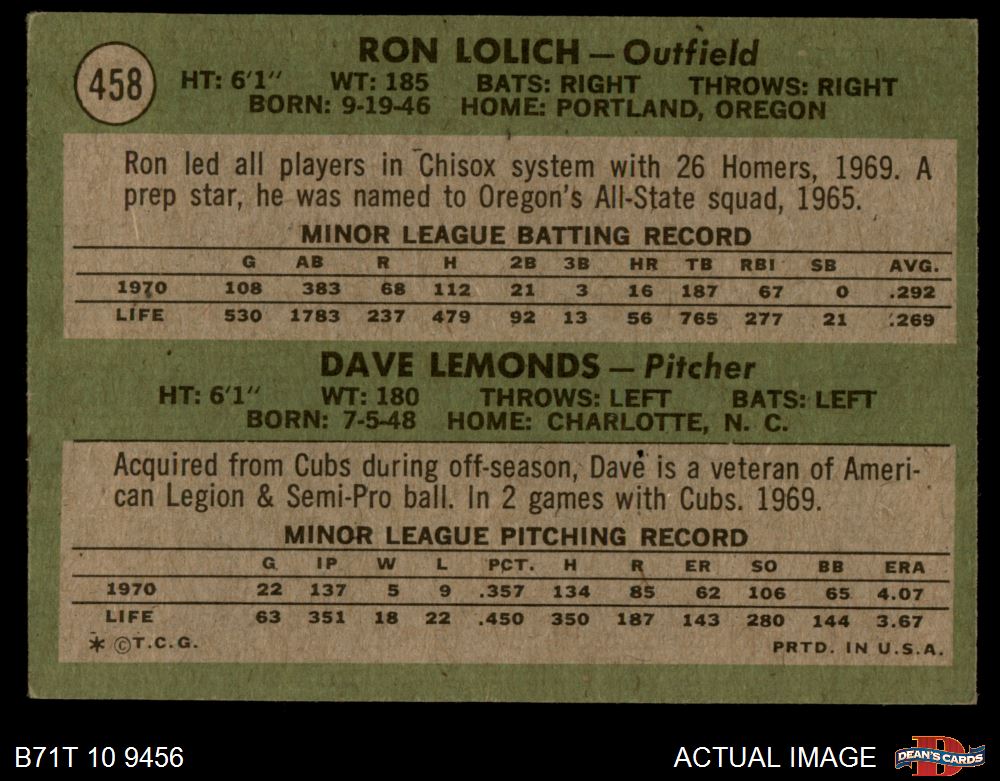 RON LOLICH — Outfield
458
HT: 6'1" WT: 185 BATS: RIGHT THROWS: RIGHT
BORN: 9-19-46 HOME: PORTLAND, OREGON
Ron led all players in Chisox system with 26 Homers, 1969. A
prep star, he was named to Oregon's All-State squad, 1965.
MINOR LEAGUE BATTING RECORD
G AB R H 2B 3B HR TB RBI SB AVG.
1970 108 383 68 112 21 3 16 187 67 0 .292
LIFE 530 1783 237 479 92 13 56 765 277 21 .269
DAVE LEMONDS — Pitcher
HT: 6'1" WT: 180 THROWS: LEFT BATS: LEFT
BORN: 7-5-48 HOME: CHARLOTTE, N. C.
Acquired from Cubs during off-season, Dave is a veteran of Ameri-
can Legion & Semi-Pro ball. In 2 games with Cubs. 1969.
MINOR LEAGUE PITCHING RECORD
G IP W L PCT. H R ER SO BB ERA
1970 22 137 5 9 .357 134 85 62 106 65 4.07
LIFE 63 351 18 22 .450 350 187 143 280 144 3.67
* ©T.C.G. PRTD. IN U.S.A.
B71T 10 9456 ACTUAL IMAGE D DEAN'S CARDS